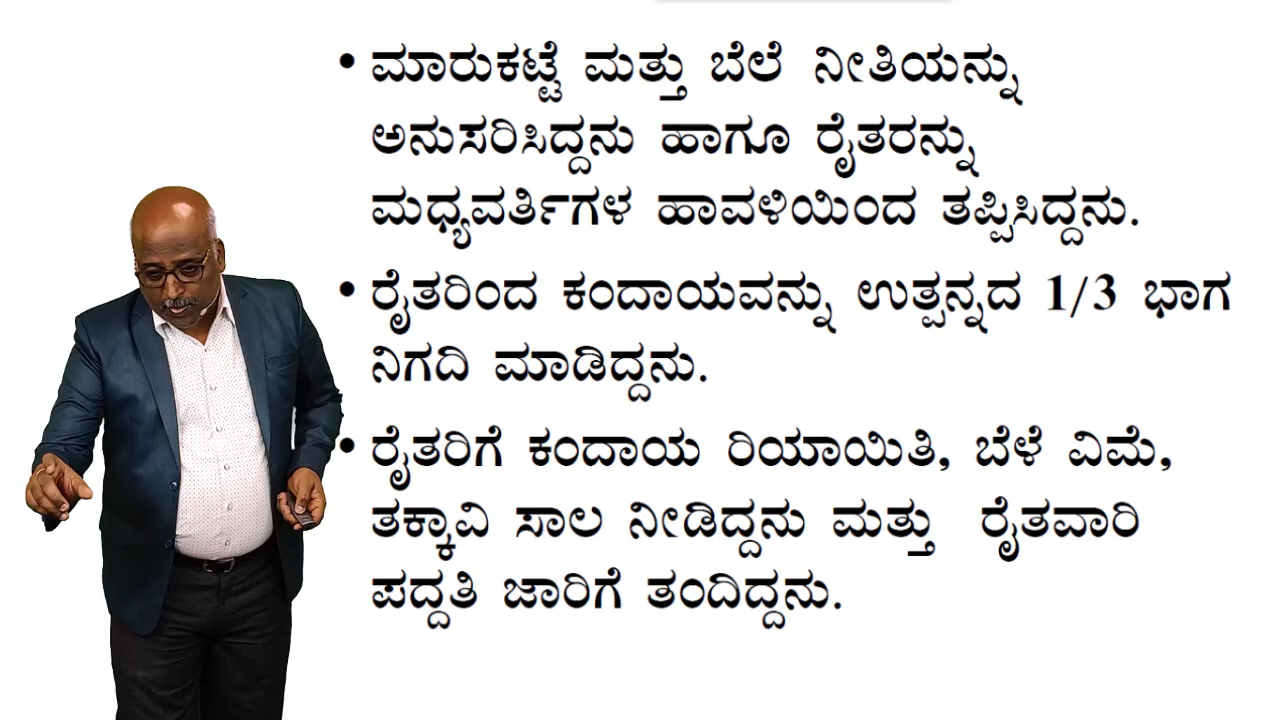 • ಮಾರುಕಟ್ಟೆ ಮತ್ತು ಬೆಲೆ ನೀತಿಯನ್ನು
ಅನುಸರಿಸಿದ್ದನು ಹಾಗೂ ರೈತರನ್ನು
ಮಧ್ಯವರ್ತಿಗಳ ಹಾವಳಿಯಿಂದ ತಪ್ಪಿಸಿದ್ದನು.
• ರೈತರಿಂದ ಕಂದಾಯವನ್ನು ಉತ್ಪನ್ನದ 1/3 ಭಾಗ
ನಿಗದಿ ಮಾಡಿದ್ದನು.
• ರೈತರಿಗೆ ಕಂದಾಯ ರಿಯಾಯಿತಿ, ಬೆಳೆ ವಿಮೆ,
ತಕ್ಕಾವಿ ಸಾಲ ನೀಡಿದ್ದನು ಮತ್ತು ರೈತವಾರಿ
ಪದ್ದತಿ ಜಾರಿಗೆ ತಂದಿದ್ದನು.